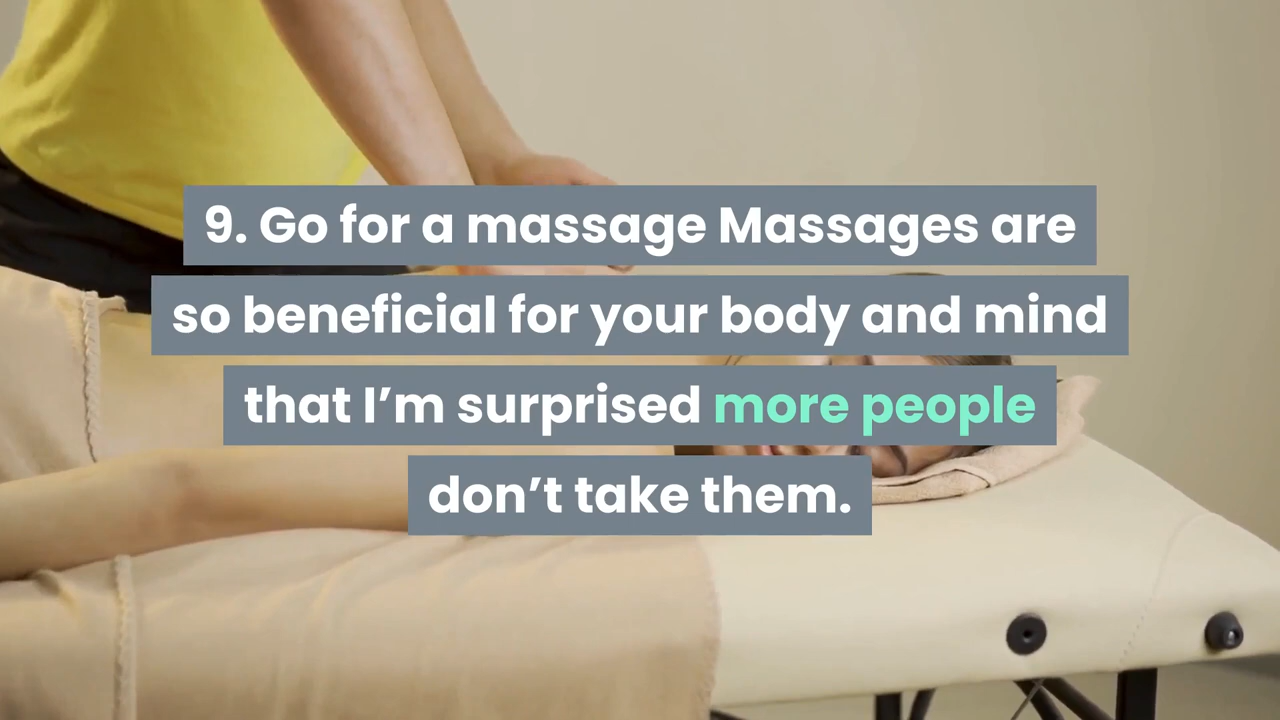 9. Go for a massage Massages are
so beneficial for your body and mind
that I’m surprised more people
don’t take them.